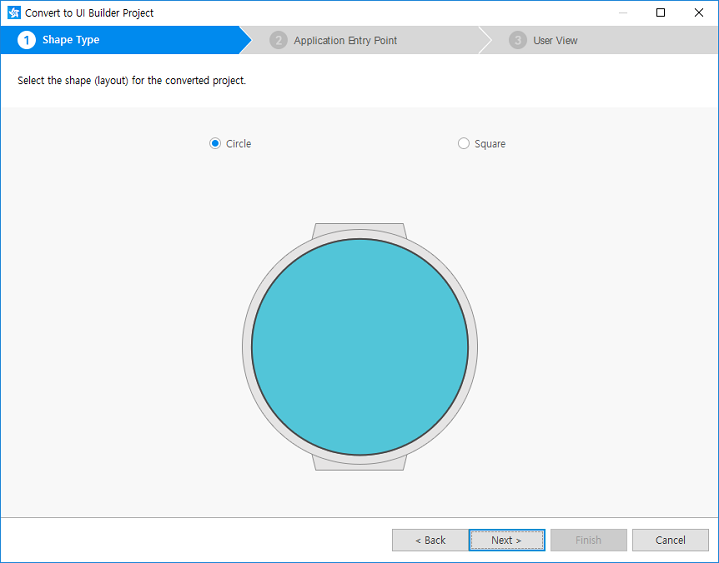 Convert to UI Builder Project
1 Shape Type 2 Application Entry Point 3 User View
Select the shape (layout) for the converted project.
Circle Square
< Back Next > Finish Cancel